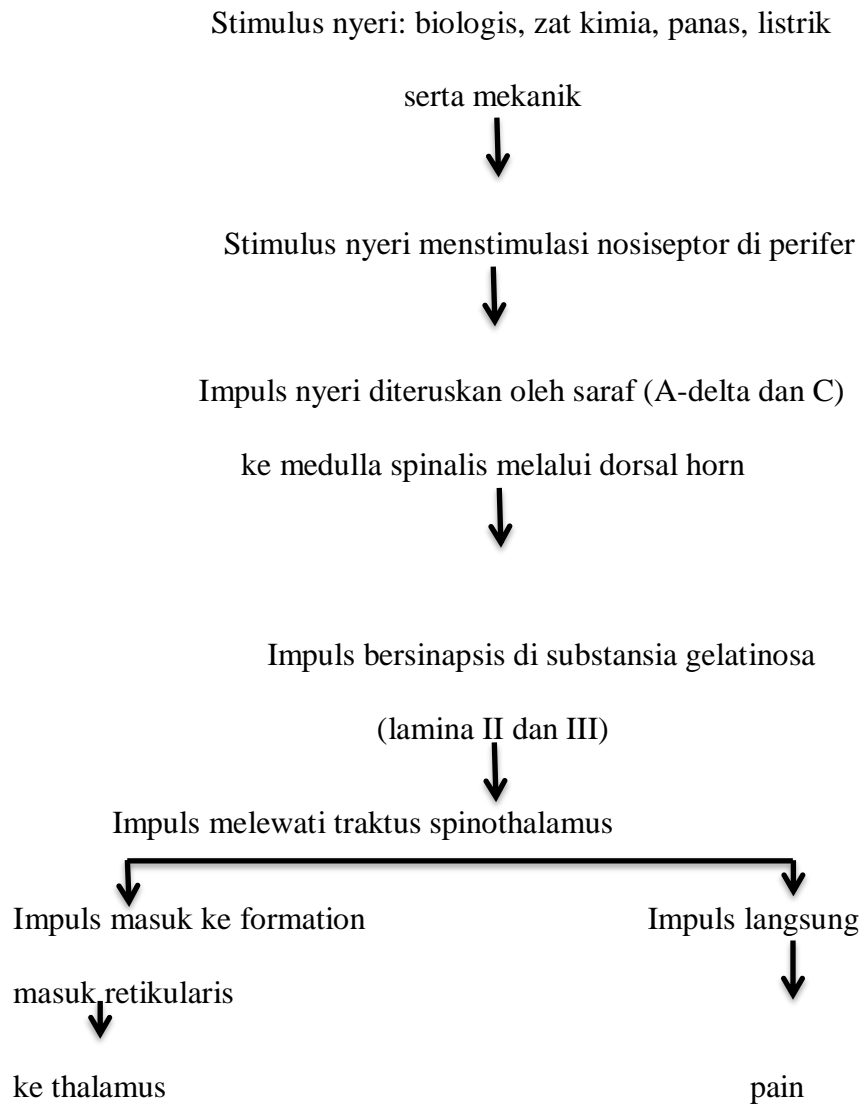 Stimulus nyeri: biologis, zat kimia, panas, listrik
serta mekanik
Stimulus nyeri menstimulasi nosiseptor di perifer
Impuls nyeri diteruskan oleh saraf (A-delta dan C)
ke medulla spinalis melalui dorsal horn
Impuls bersinapsis di substansia gelatinosa
(lamina II dan III)
Impuls melewati traktus spinothalamus
Impuls masuk ke formation
Impuls langsung
masuk retikularis
ke thalamus
pain